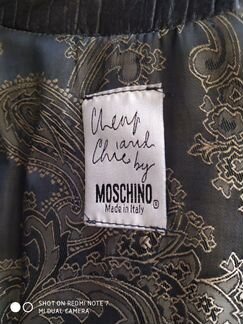 Cheap
and
Chic by
MOSCHINO®
Made in Italy
SHOT ON REDMI NOTE 7
MI DUAL CAMERA